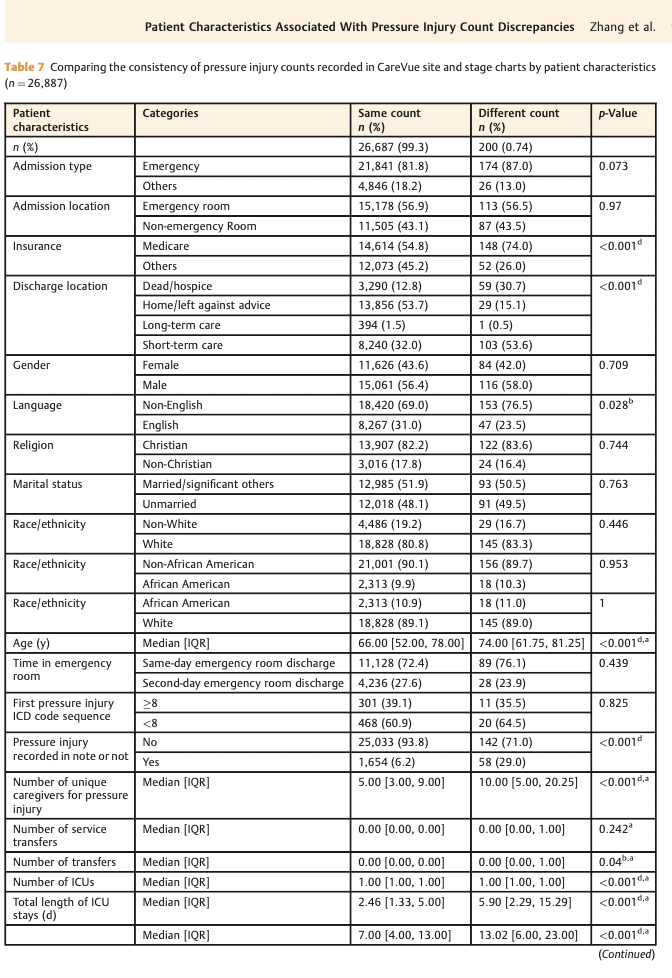 Patient Characteristics Associated With Pressure Injury Count Discrepancies Zhang et al.
Table 7 Comparing the consistency of pressure injury counts recorded in CareVue site and stage charts by patient characteristics
(n = 26,887)
Patient characteristics Categories Same count n (%) Different count n (%) p-Value
n (%) 26,687 (99.3) 200 (0.74)
Admission type Emergency 21,841 (81.8) 174 (87.0) 0.073
Others 4,846 (18.2) 26 (13.0)
Admission location Emergency room 15,178 (56.9) 113 (56.5) 0.97
Non-emergency Room 11,505 (43.1) 87 (43.5)
Insurance Medicare 14,614 (54.8) 148 (74.0) <0.001d
Others 12,073 (45.2) 52 (26.0)
Discharge location Dead/hospice 3,290 (12.8) 59 (30.7) <0.001d
Home/left against advice 13,856 (53.7) 29 (15.1)
Long-term care 394 (1.5) 1 (0.5)
Short-term care 8,240 (32.0) 103 (53.6)
Gender Female 11,626 (43.6) 84 (42.0) 0.709
Male 15,061 (56.4) 116 (58.0)
Language Non-English 18,420 (69.0) 153 (76.5) 0.028b
English 8,267 (31.0) 47 (23.5)
Religion Christian 13,907 (82.2) 122 (83.6) 0.744
Non-Christian 3,016 (17.8) 24 (16.4)
Marital status Married/significant others 12,985 (51.9) 93 (50.5) 0.763
Unmarried 12,018 (48.1) 91 (49.5)
Race/ethnicity Non-White 4,486 (19.2) 29 (16.7) 0.446
White 18,828 (80.8) 145 (83.3)
Race/ethnicity Non-African American 21,001 (90.1) 156 (89.7) 0.953
African American 2,313 (9.9) 18 (10.3)
Race/ethnicity African American 2,313 (10.9) 18 (11.0) 1
White 18,828 (89.1) 145 (89.0)
Age (y) Median [IQR] 66.00 [52.00, 78.00] 74.00 [61.75, 81.25] <0.001d,a
Time in emergency room Same-day emergency room discharge 11,128 (72.4) 89 (76.1) 0.439
Second-day emergency room discharge 4,236 (27.6) 28 (23.9)
First pressure injury ICD code sequence ≥8 301 (39.1) 11 (35.5) 0.825
<8 468 (60.9) 20 (64.5)
Pressure injury recorded in note or not No 25,033 (93.8) 142 (71.0) <0.001d
Yes 1,654 (6.2) 58 (29.0)
Number of unique caregivers for pressure injury Median [IQR] 5.00 [3.00, 9.00] 10.00 [5.00, 20.25] <0.001d,a
Number of service transfers Median [IQR] 0.00 [0.00, 0.00] 0.00 [0.00, 1.00] 0.242a
Number of transfers Median [IQR] 0.00 [0.00, 0.00] 0.00 [0.00, 1.00] 0.04b,a
Number of ICUs Median [IQR] 1.00 [1.00, 1.00] 1.00 [1.00, 1.00] <0.001d,a
Total length of ICU stays (d) Median [IQR] 2.46 [1.33, 5.00] 5.90 [2.29, 15.29] <0.001d,a
Median [IQR] 7.00 [4.00, 13.00] 13.02 [6.00, 23.00] <0.001d,a
(Continued)